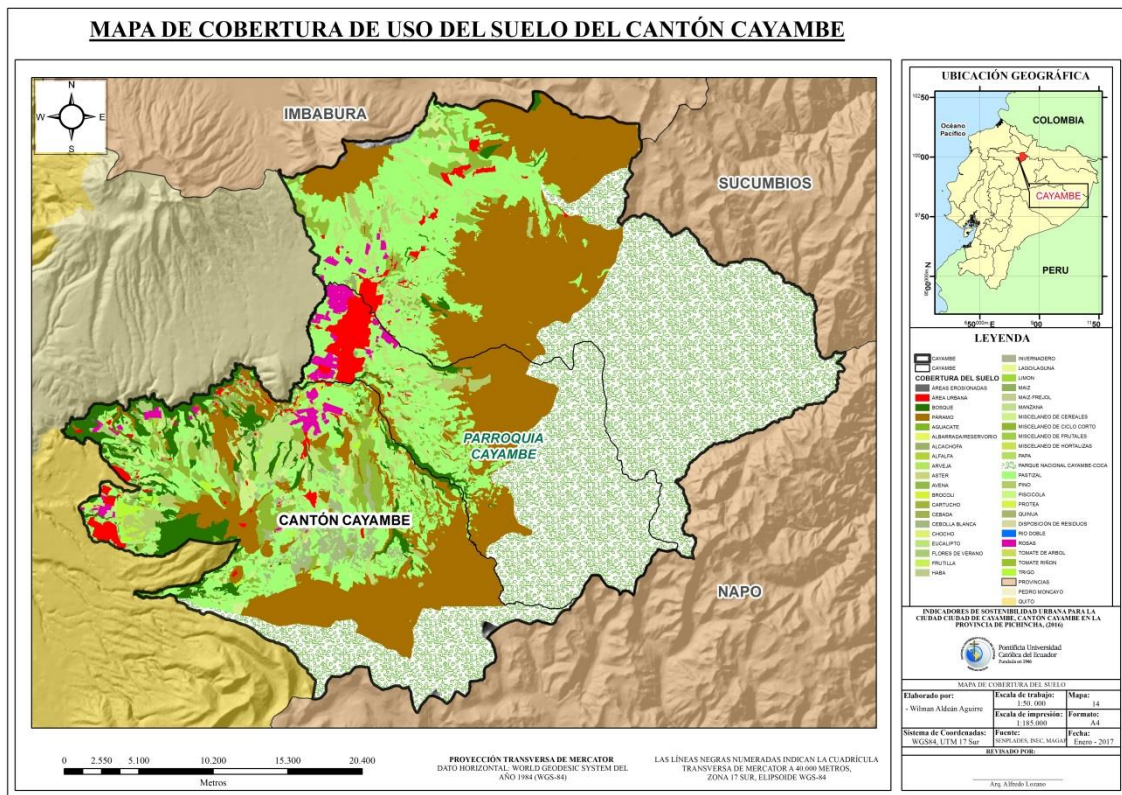 MAPA DE COBERTURA DE USO DEL SUELO DEL CANTÓN CAYAMBE
N
W
E
S
IMBABURA
SUCUMBIOS
PARROQUIA
CAYAMBE
CANTÓN CAYAMBE
NAPO
0 2.550 5.100 10.200 15.300 20.400
Metros
PROYECCIÓN TRANSVERSA DE MERCATOR
DATO HORIZONTAL: WORLD GEODESIC SYSTEM DEL
AÑO 1984 (WGS-84)
LAS LÍNEAS NEGRAS NUMERADAS INDICAN LA CUADRÍCULA
TRANSVERSA DE MERCATOR A 40.000 METROS,
ZONA 17 SUR, ELIPSOIDE WGS-84
UBICACIÓN GEOGRÁFICA
Océano
Pacífico
COLOMBIA
CAYAMBE
PERU
LEYENDA
CAYAMBE
CAYAMBE
COBERTURA DEL SUELO
ÁREAS EROSIONADAS
ÁREA URBANA
BOSQUE
PARAMO
AGUACATE
ALBARRADA/RESERVORIO
ALCACHOFA
ALFALFA
ARVEJA
ASTER
AVENA
BROCOLI
CARTUCHO
CEBADA
CEBOLLA BLANCA
CHOCHO
EUCALIPTO
FLORES DE VERANO
FRUTILLA
HABA
INVERNADERO
LAGO/LAGUNA
LIMON
MAIZ
MAIZ-FREJOL
MANZANA
MISCELANEO DE CEREALES
MISCELANEO DE CICLO CORTO
MISCELANEO DE FRUTALES
MISCELANEO DE HORTALIZAS
PAPA
PARQUE NACIONAL CAYAMBE-COCA
PASTIZAL
PINO
PISCICOLA
PROTEA
QUINUA
DISPOSICIÓN DE RESIDUOS
RIO DOBLE
ROSAS
TOMATE DE ARBOL
TOMATE RIÑON
TRIGO
PROVINCIAS
PEDRO MONCAYO
QUITO
INDICADORES DE SOSTENIBILIDAD URBANA PARA LA
CIUDAD CIUDAD DE CAYAMBE, CANTÓN CAYAMBE EN LA
PROVINCIA DE PICHINCHA, (2016)
Pontificia Universidad
Católica del Ecuador
Fundada en 1946
MAPA DE COBERTURA DEL SUELO
Elaborado por:
- Wilman Aldeán Aguirre
Escala de trabajo:
1:50. 000
Mapa:
14
Escala de impresión:
1:185.000
Formato:
A4
Sistema de Coordenadas:
WGS84, UTM 17 Sur
Fuente:
SENPLADES, INEC, MAGAP
Fecha:
Enero - 2017
REVISADO POR:
Arq. Alfredo Lozano